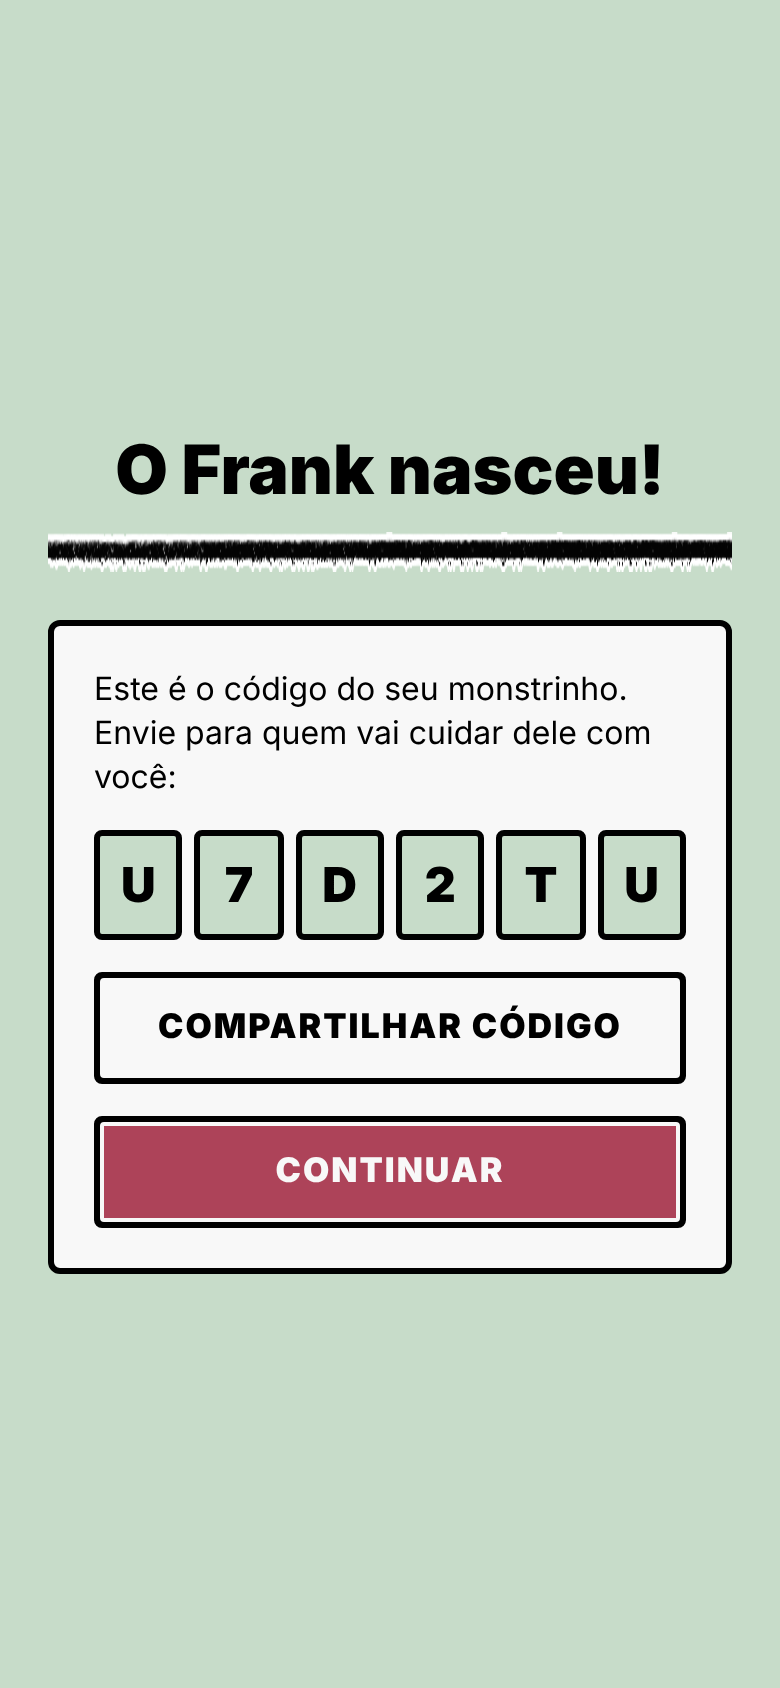 O Frank nasceu!
Este é o código do seu monstrinho.
Envie para quem vai cuidar dele com
você:
U 7 D 2 T U
COMPARTILHAR CÓDIGO
CONTINUAR